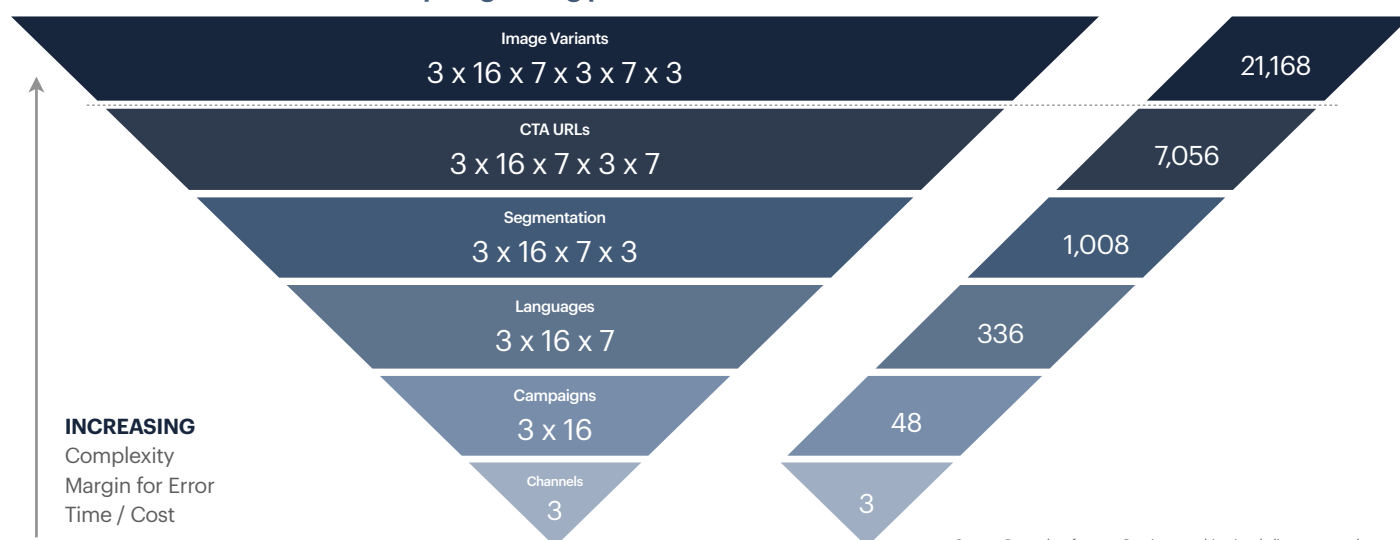 Image Variants
3 x 16 x 7 x 3 x 7 x 3
21,168
CTA URLs
3 x 16 x 7 x 3 x 7
7,056
Segmentation
3 x 16 x 7 x 3
1,008
Languages
3 x 16 x 7
336
Campaigns
3 x 16
48
Channels
3
3
INCREASING
Complexity
Margin for Error
Time / Cost